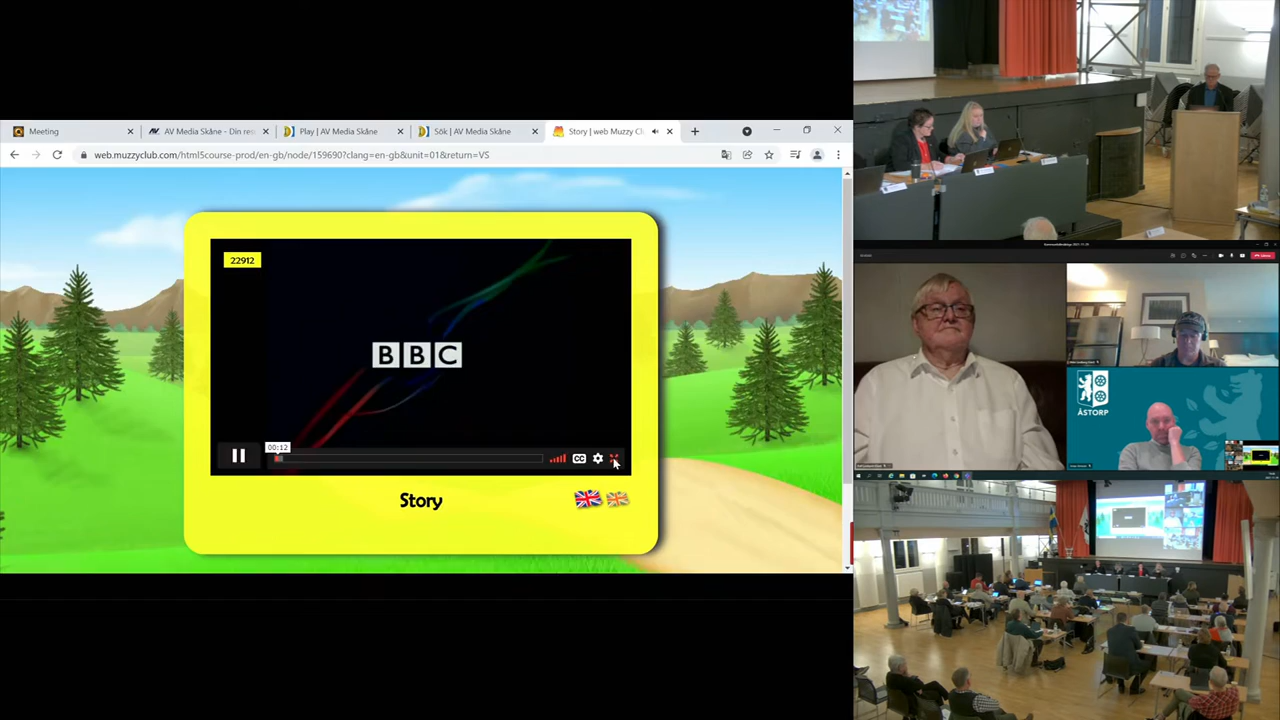 Meeting
AV Media Skåne - Din res
Play | AV Media Skåne
Sök | AV Media Skåne
Story | web Muzzy Cl
web.muzzyclub.com/html5course-prod/en-gb/node/159690?clang=en-gb&unit=01&return=VS
22912
BBC
00:12
CC
Story
ÅSTORP